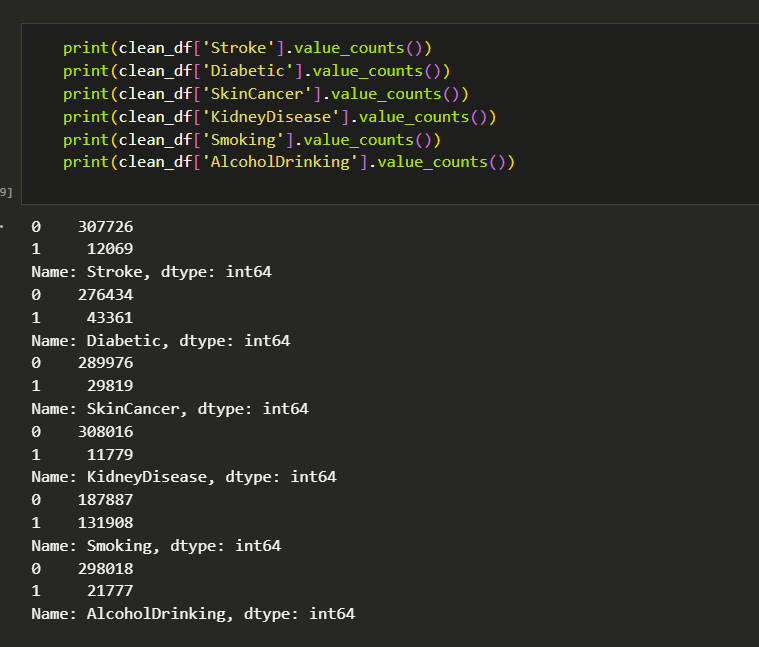 print(clean_df['Stroke'].value_counts())
print(clean_df['Diabetic'].value_counts())
print(clean_df['SkinCancer'].value_counts())
print(clean_df['KidneyDisease'].value_counts())
print(clean_df['Smoking'].value_counts())
print(clean_df['AlcoholDrinking'].value_counts())
9]
0    307726
1     12069
Name: Stroke, dtype: int64
0    276434
1     43361
Name: Diabetic, dtype: int64
0    289976
1     29819
Name: SkinCancer, dtype: int64
0    308016
1     11779
Name: KidneyDisease, dtype: int64
0    187887
1    131908
Name: Smoking, dtype: int64
0    298018
1     21777
Name: AlcoholDrinking, dtype: int64